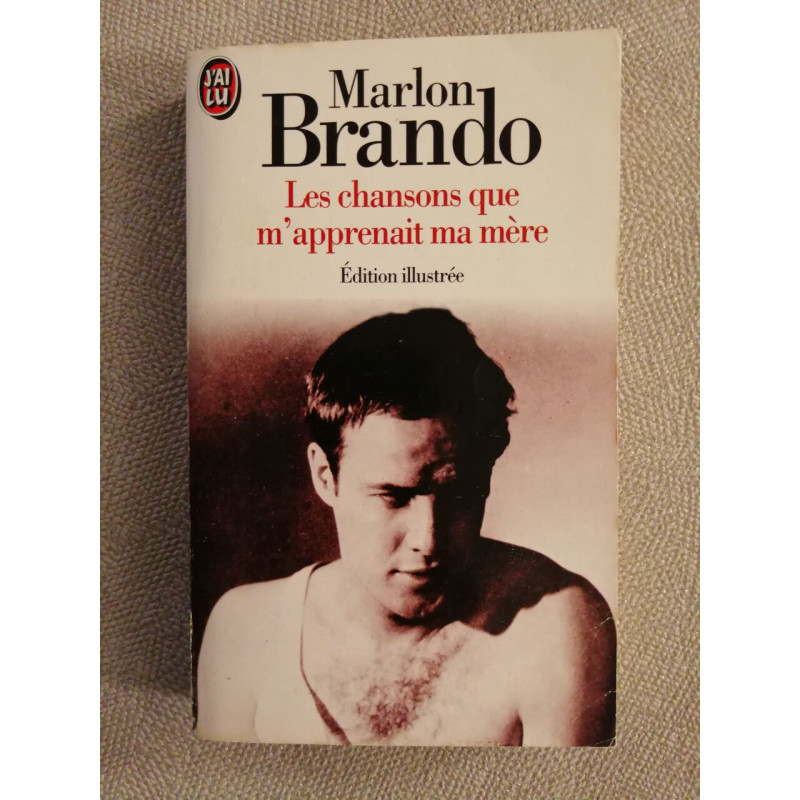 J'AI
LU
Marlon
Brando
Les chansons que
m'apprenait ma mère
Édition illustrée